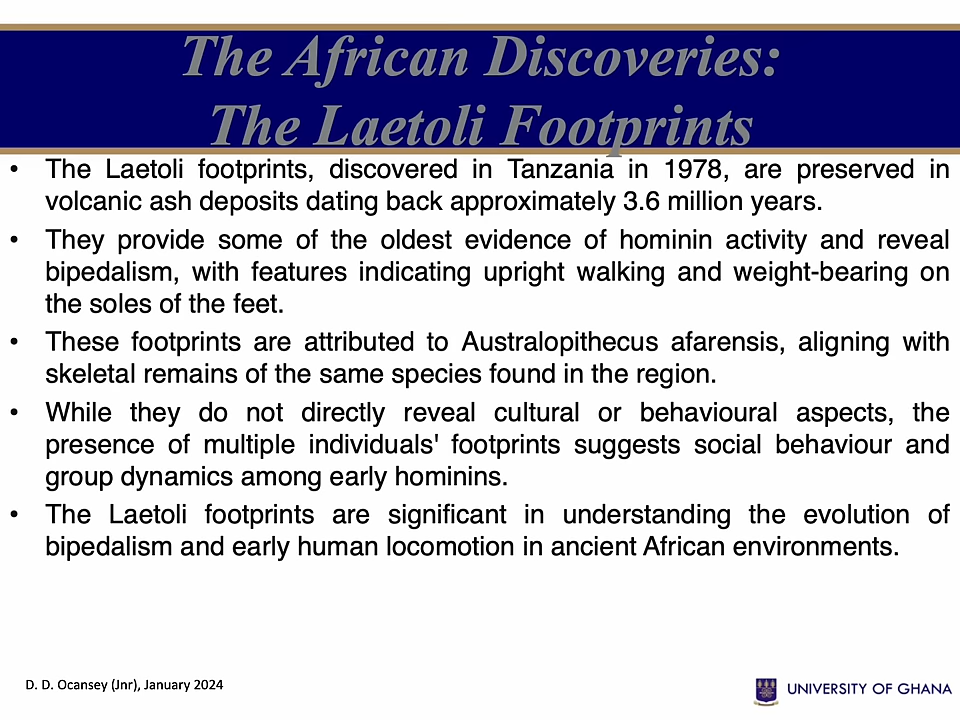 The African Discoveries:
The Laetoli Footprints
• The Laetoli footprints, discovered in Tanzania in 1978, are preserved in
volcanic ash deposits dating back approximately 3.6 million years.
• They provide some of the oldest evidence of hominin activity and reveal
bipedalism, with features indicating upright walking and weight-bearing on
the soles of the feet.
• These footprints are attributed to Australopithecus afarensis, aligning with
skeletal remains of the same species found in the region.
• While they do not directly reveal cultural or behavioural aspects, the
presence of multiple individuals' footprints suggests social behaviour and
group dynamics among early hominins.
• The Laetoli footprints are significant in understanding the evolution of
bipedalism and early human locomotion in ancient African environments.
D. D. Ocansey (Jnr), January 2024
UNIVERSITY OF GHANA